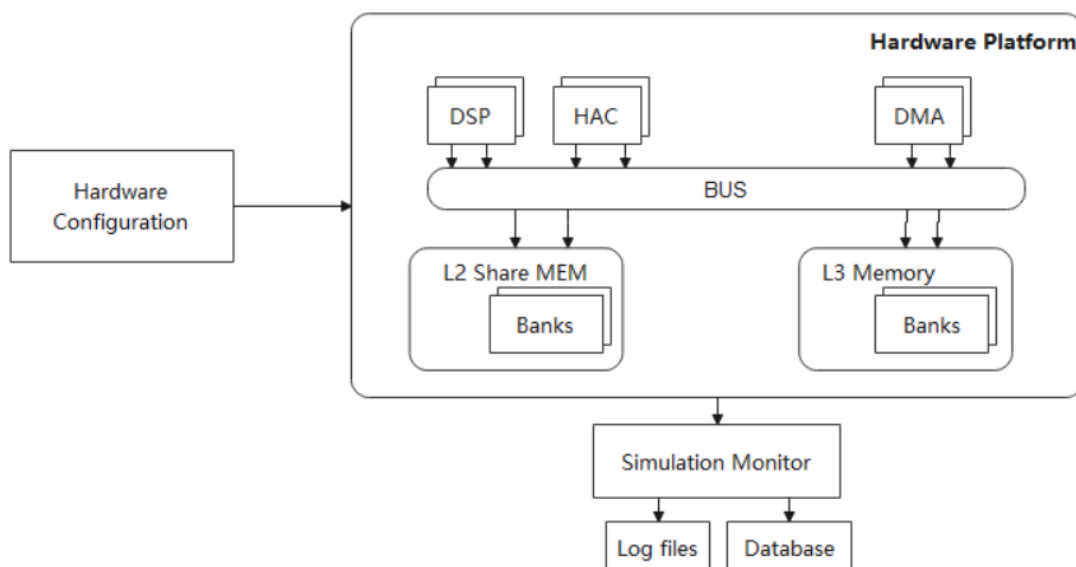 Hardware Platform
DSP
HAC
DMA
Hardware
Configuration
BUS
L2 Share MEM
Banks
L3 Memory
Banks
Simulation Monitor
Log files
Database